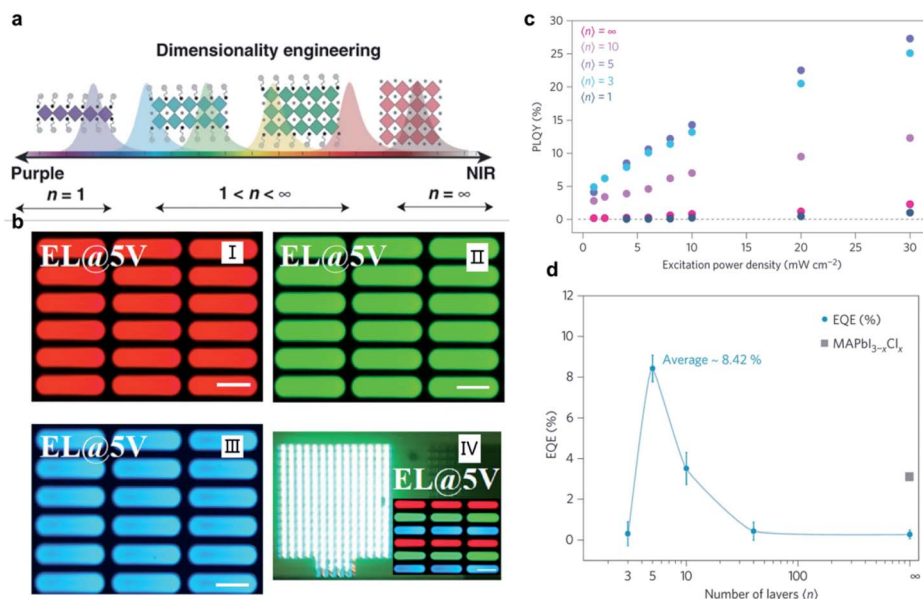 a
Dimensionality engineering
Purple
NIR
n = 1
1 < n < ∞
n = ∞
b
EL@5V
I
EL@5V
II
EL@5V
III
IV
EL@5V
c
⟨n⟩ = ∞
⟨n⟩ = 10
⟨n⟩ = 5
⟨n⟩ = 3
⟨n⟩ = 1
PLQY (%)
30
25
20
15
10
5
0
0 5 10 15 20 25 30
Excitation power density (mW cm⁻²)
d
EQE (%)
12
10
8
6
4
2
0
EQE (%)
MAPbI₃₋ₓClₓ
Average ~ 8.42 %
3 5 10 100 ∞
Number of layers ⟨n⟩